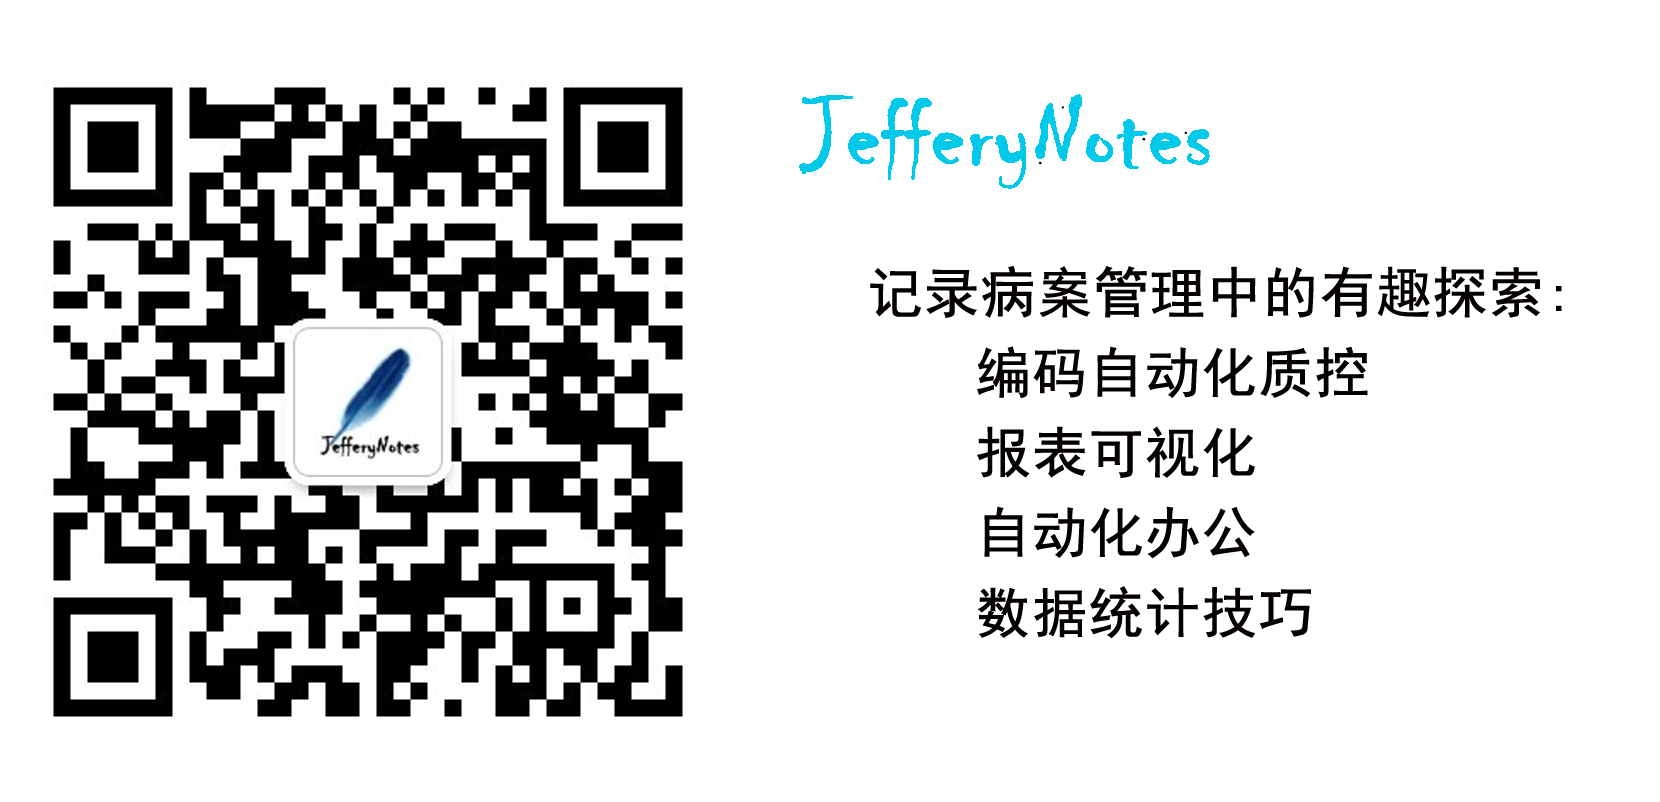 JefferyNotes
JefferyNotes
记录病案管理中的有趣探索:
编码自动化质控
报表可视化
自动化办公
数据统计技巧